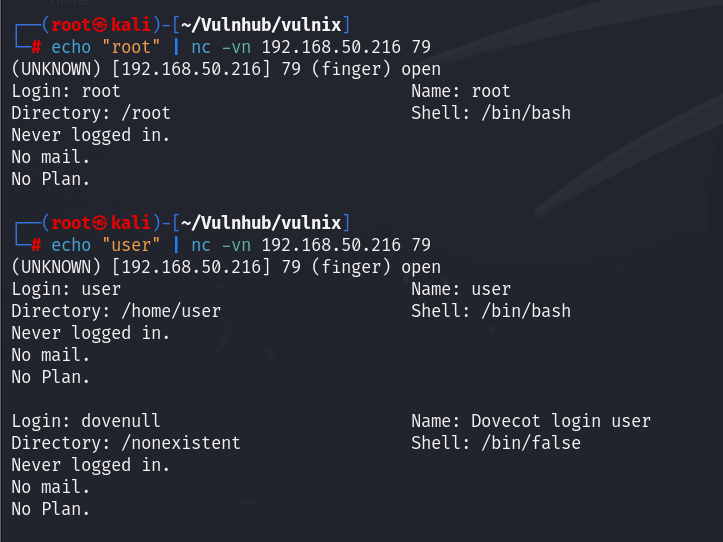 ┌──(root㉿kali)-[~/Vulnhub/vulnix]
└─# echo "root" | nc -vn 192.168.50.216 79
(UNKNOWN) [192.168.50.216] 79 (finger) open
Login: root                             Name: root
Directory: /root                        Shell: /bin/bash
Never logged in.
No mail.
No Plan.

┌──(root㉿kali)-[~/Vulnhub/vulnix]
└─# echo "user" | nc -vn 192.168.50.216 79
(UNKNOWN) [192.168.50.216] 79 (finger) open
Login: user                             Name: user
Directory: /home/user                   Shell: /bin/bash
Never logged in.
No mail.
No Plan.

Login: dovenull                         Name: Dovecot login user
Directory: /nonexistent                 Shell: /bin/false
Never logged in.
No mail.
No Plan.